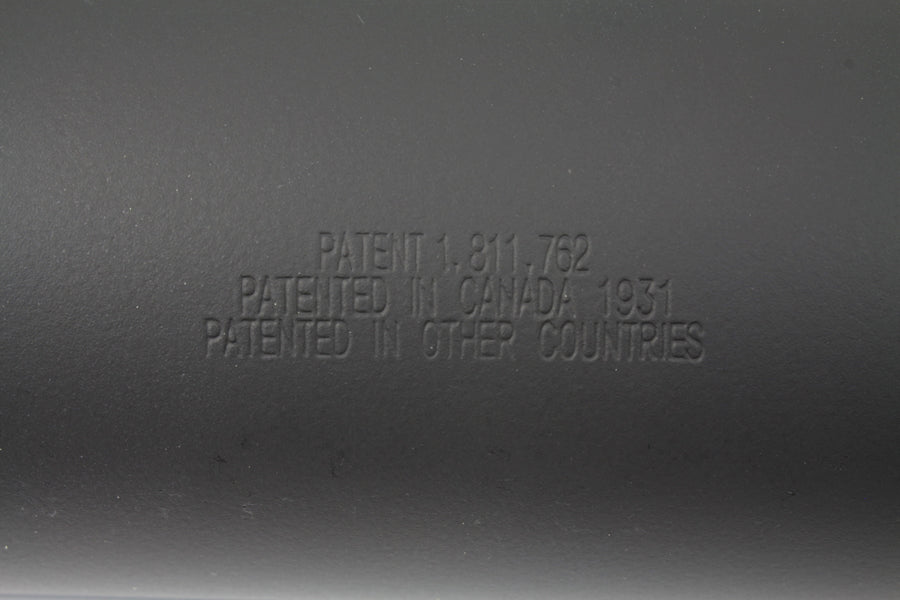 PATENT 1.811.762
PATENTED IN CANADA 1931
PATENTED IN OTHER COUNTRIES